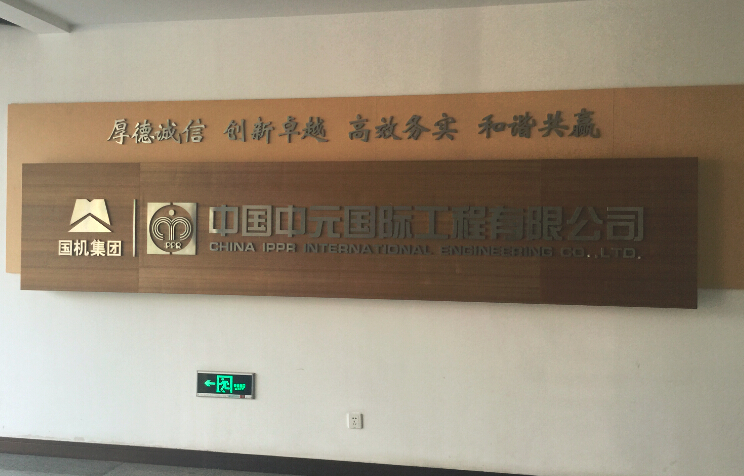 厚德诚信 创新卓越 高效务实 和谐共赢
国机集团
IPPR
中国中元国际工程有限公司
CHINA IPPR INTERNATIONAL ENGINEERING CO.,LTD.